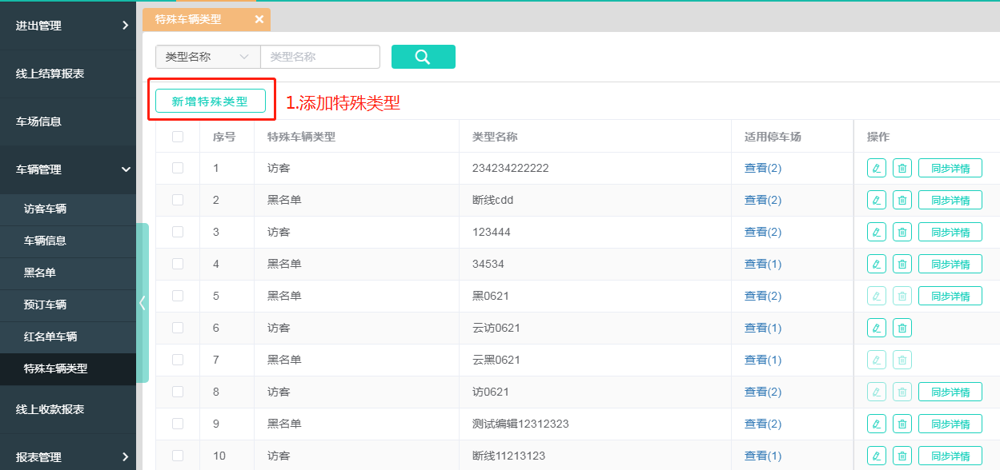 进出管理
线上结算报表
车场信息
车辆管理
访客车辆
车辆信息
黑名单
预订车辆
红名单车辆
特殊车辆类型
线上收款报表
报表管理
特殊车辆类型
类型名称 类型名称
新增特殊类型 1.添加特殊类型
序号 特殊车辆类型 类型名称 适用停车场 操作
1 访客 234234222222 查看(2) 同步详情
2 黑名单 断线cdd 查看(2) 同步详情
3 访客 123444 查看(2) 同步详情
4 黑名单 34534 查看(1) 同步详情
5 黑名单 黑0621 查看(2) 同步详情
6 访客 云访0621 查看(1)
7 黑名单 云黑0621 查看(1)
8 访客 访0621 查看(2) 同步详情
9 黑名单 测试编辑12312323 查看(2) 同步详情
10 访客 断线11213123 查看(1) 同步详情